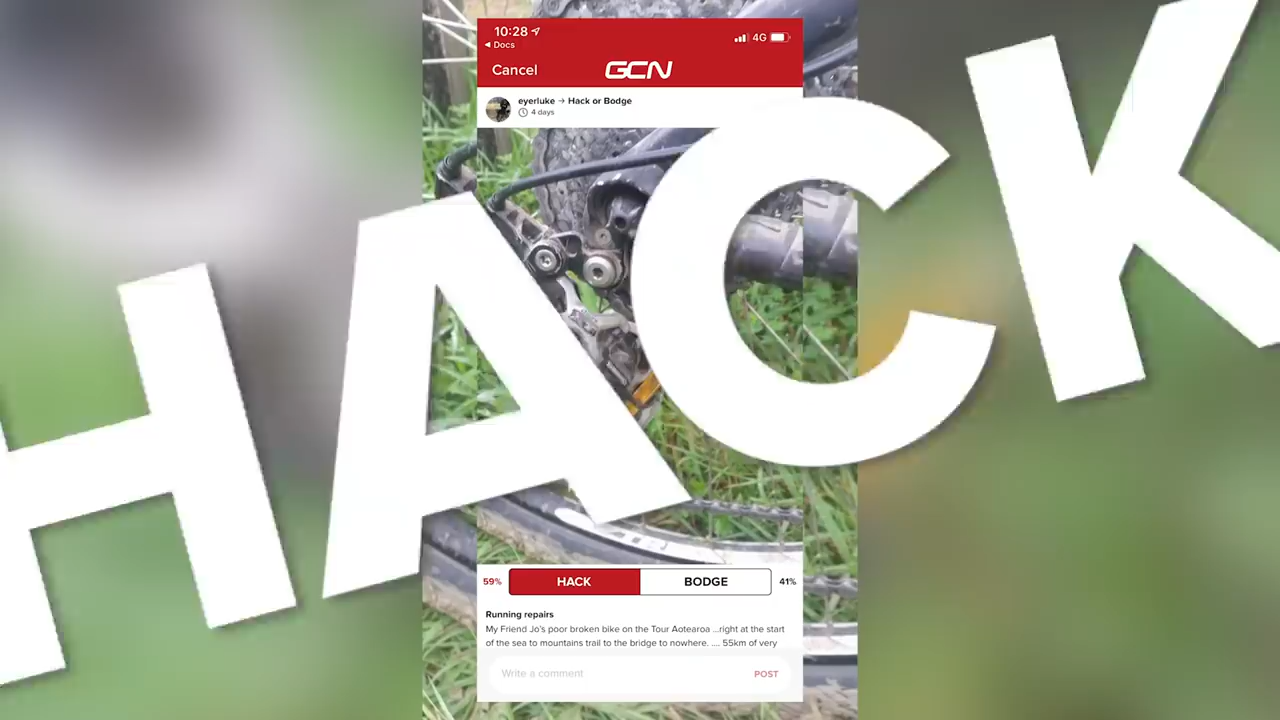 10:28
4G
Docs
Cancel
GCN
eyerluke → Hack or Bodge
4 days
HACK
59%
HACK
BODGE
41%
Running repairs
My Friend Jo's poor broken bike on the Tour Aotearoa ...right at the start
of the sea to mountains trail to the bridge to nowhere. .... 55km of very
Write a comment
POST